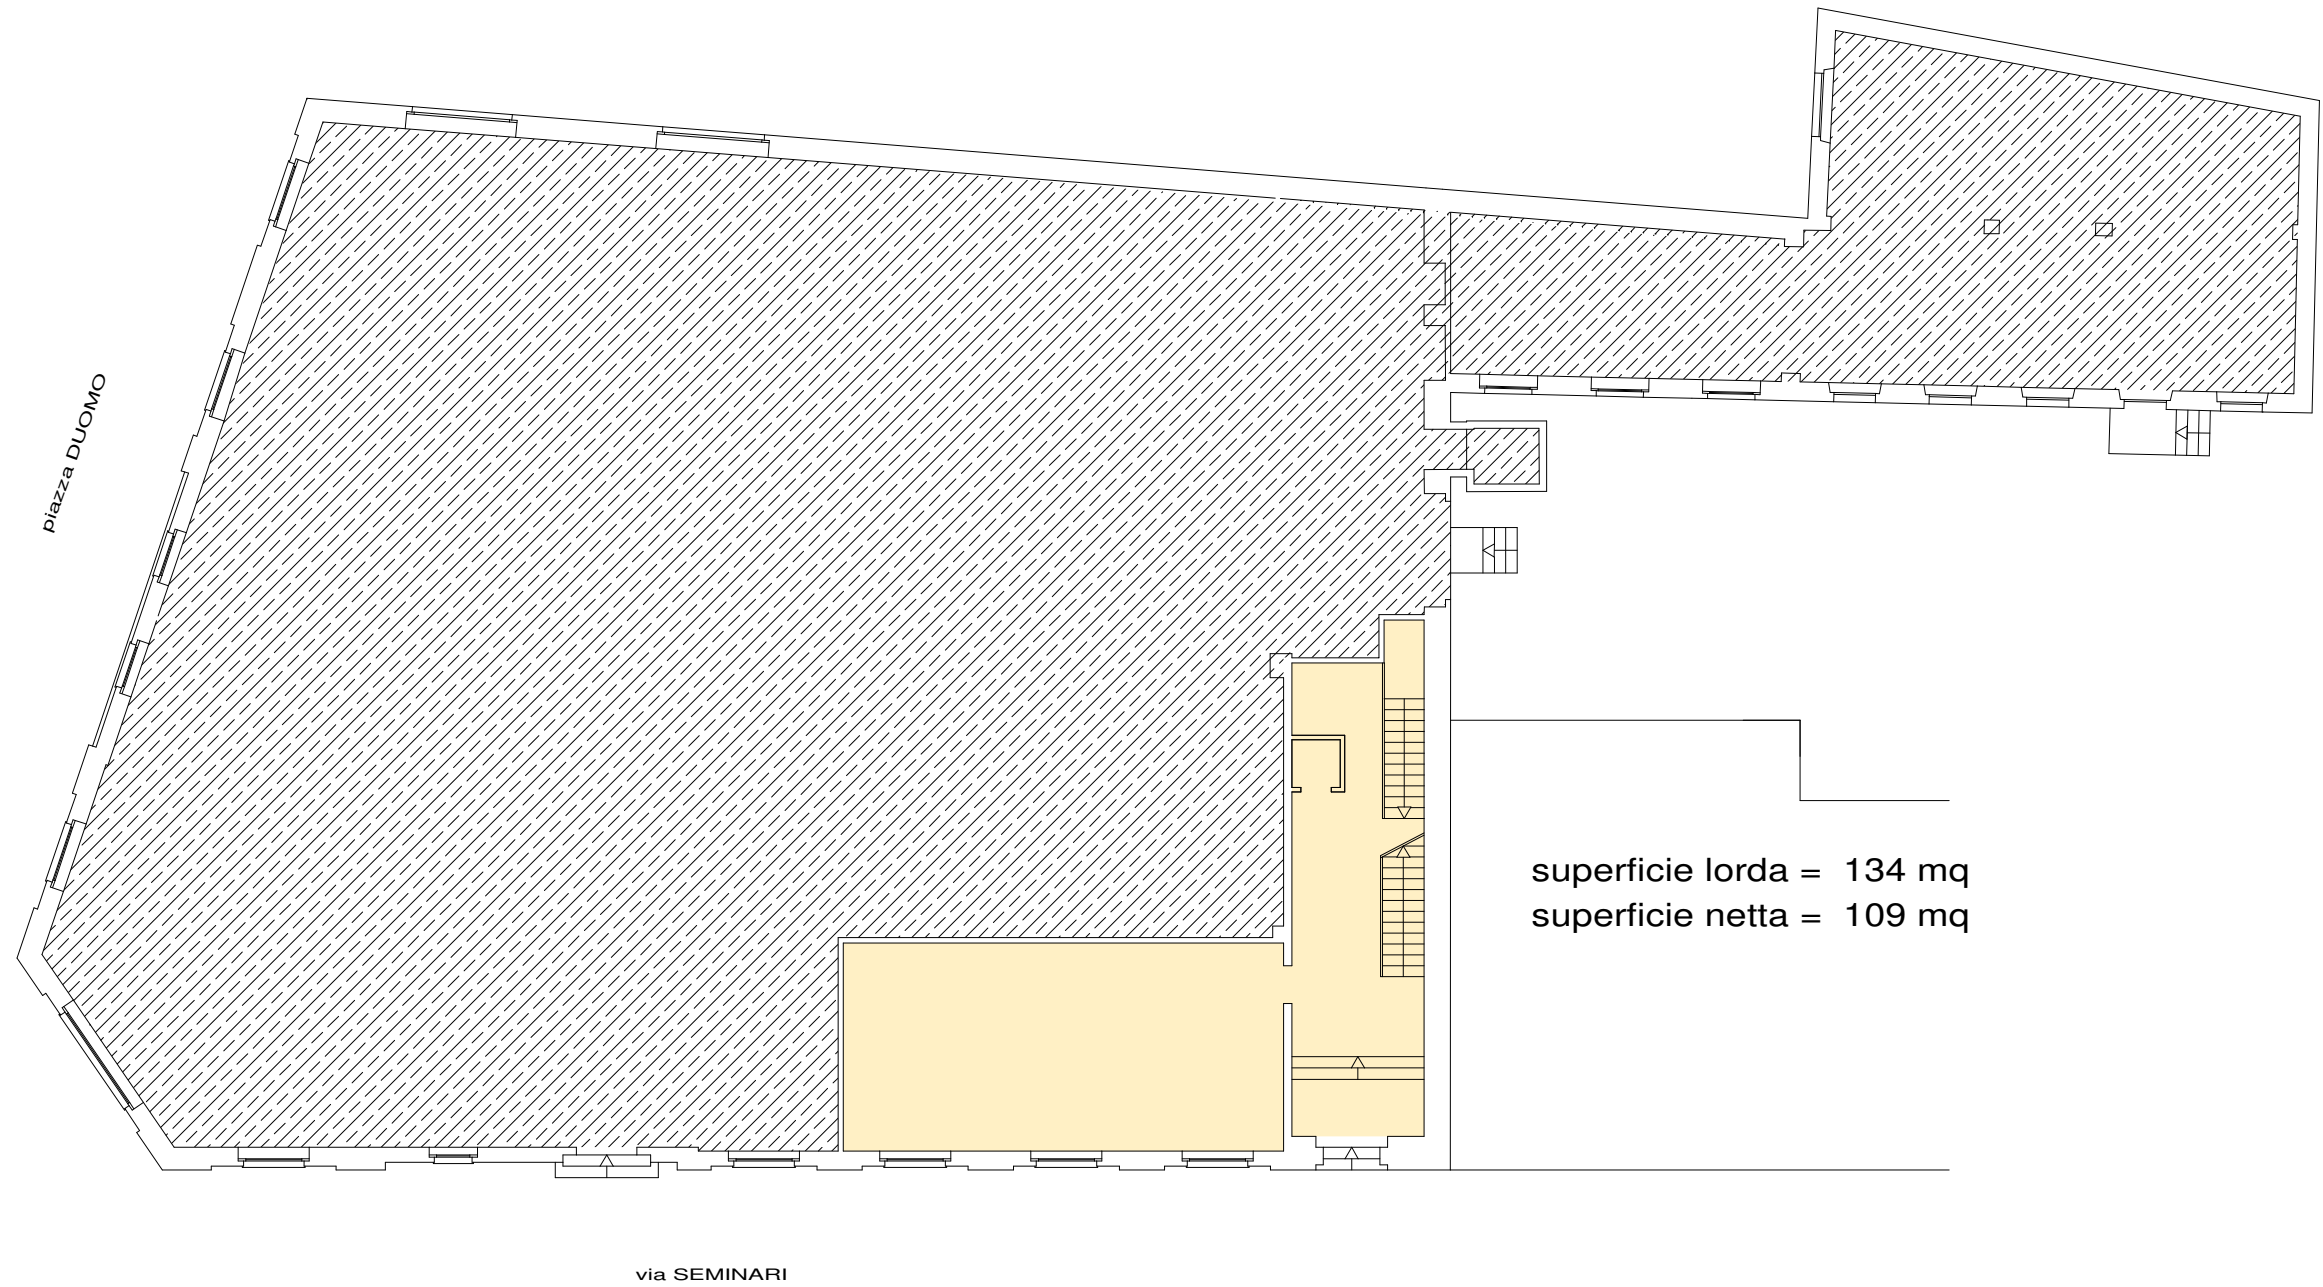 piazza DUOMO
superficie lorda = 134 mq
superficie netta = 109 mq
via SEMINARI